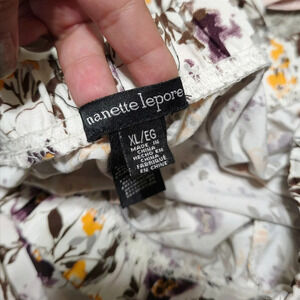 nanette lepore
XL/EG
MADE IN
CHINA
HECHO EN
CHINA
FABRIQUÉ
EN CHINE